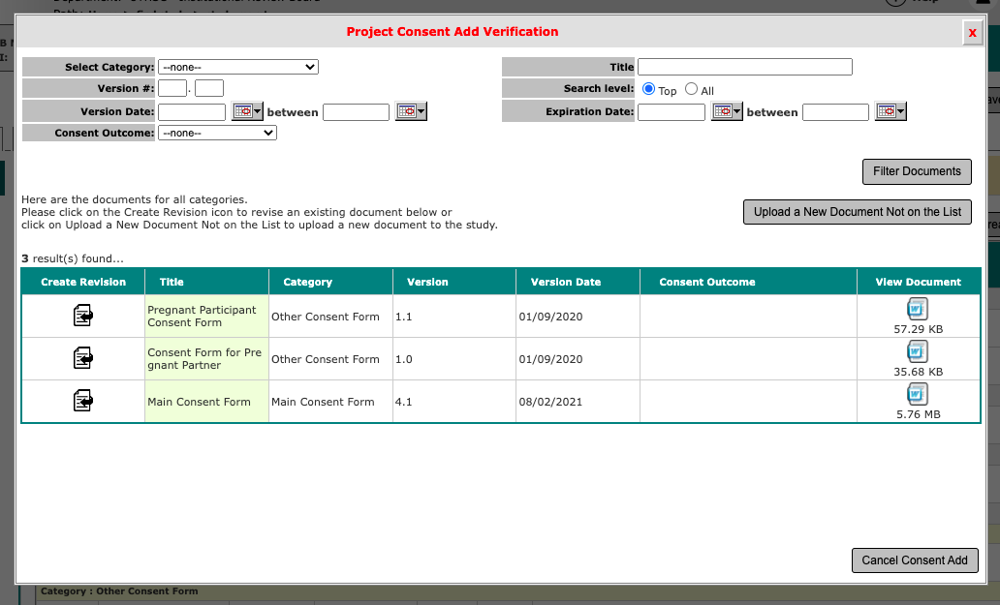 Project Consent Add Verification
x
Select Category: --none--
Title
Version #: .
Search level: Top All
Version Date: between
Expiration Date: between
Consent Outcome: --none--
Filter Documents
Here are the documents for all categories.
Please click on the Create Revision icon to revise an existing document below or
click on Upload a New Document Not on the List to upload a new document to the study.
Upload a New Document Not on the List
3 result(s) found...
Create Revision Title Category Version Version Date Consent Outcome View Document
Pregnant Participant
Consent Form
Other Consent Form 1.1 01/09/2020
57.29 KB
Consent Form for Pre
gnant Partner
Other Consent Form 1.0 01/09/2020
35.68 KB
Main Consent Form Main Consent Form 4.1 08/02/2021
5.76 MB
Cancel Consent Add
Category : Other Consent Form